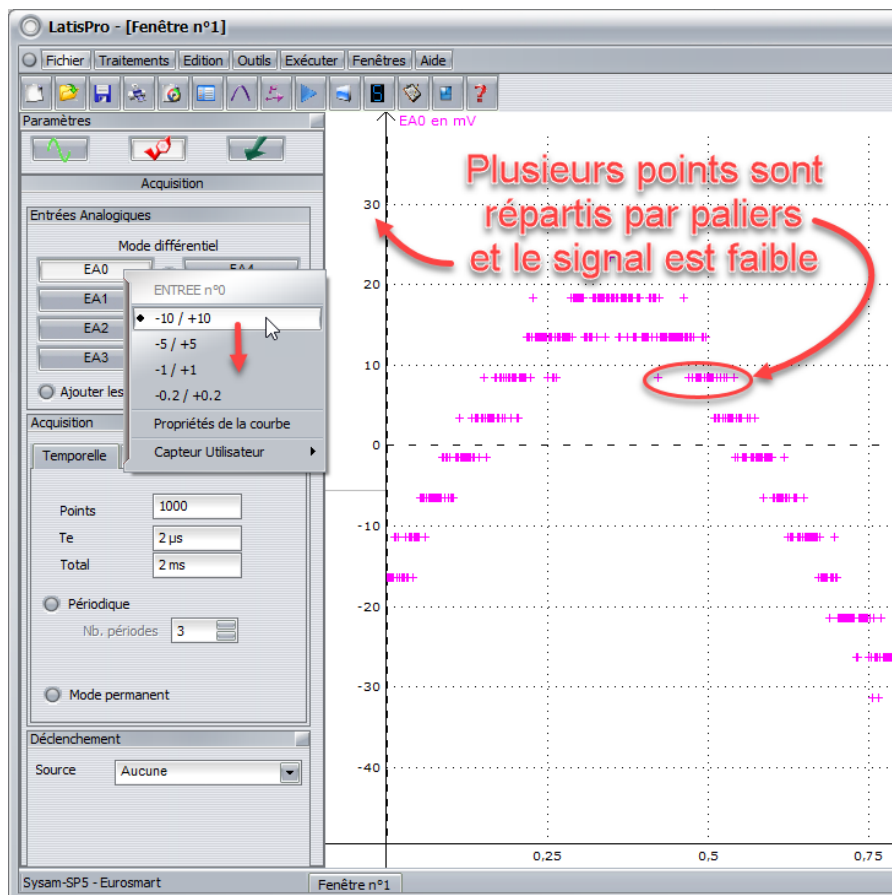 LatisPro - [Fenêtre n°1]
Fichier Traitements Edition Outils Exécuter Fenêtres Aide
Paramètres
Acquisition
Entrées Analogiques
Mode différentiel
EA0 EA4
EA1
EA2
EA3
Ajouter les
ENTREE n°0
-10 / +10
-5 / +5
-1 / +1
-0.2 / +0.2
Propriétés de la courbe
Capteur Utilisateur
Acquisition
Temporelle
Points 1000
Te 2 µs
Total 2 ms
Périodique
Nb. périodes 3
Mode permanent
Déclenchement
Source Aucune
Sysam-SP5 - Eurosmart
Fenêtre n°1
EA0 en mV
Plusieurs points sont
répartis par paliers
et le signal est faible
30
20
10
0
-10
-20
-30
-40
0,25 0,5 0,75